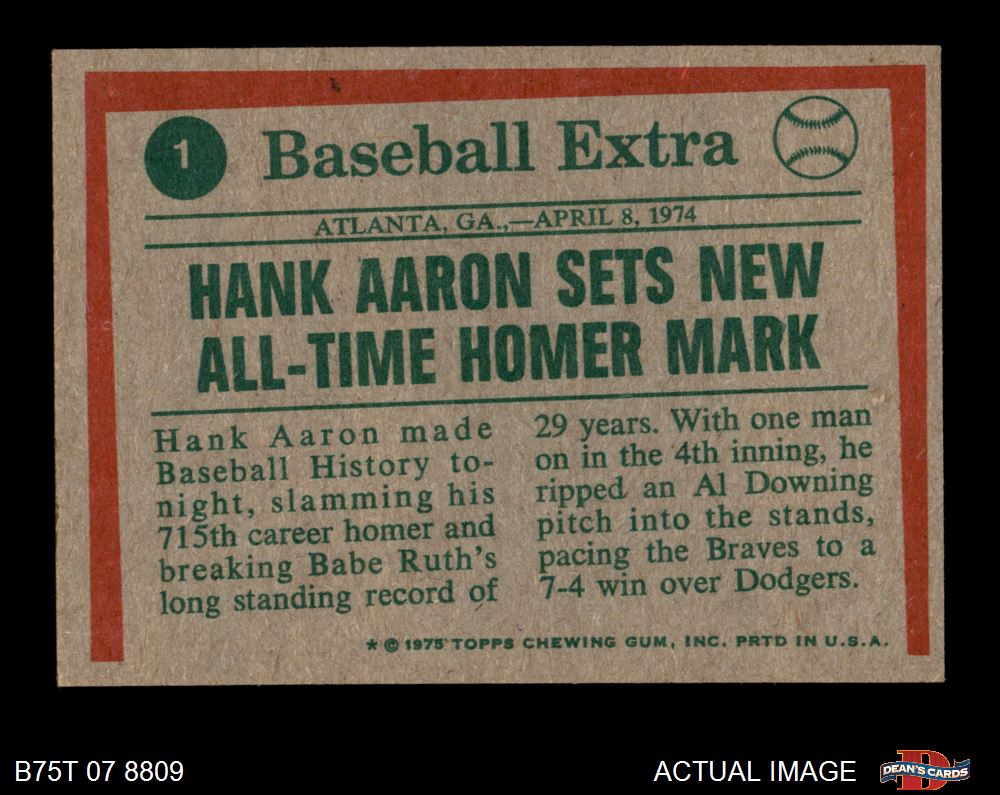 1
Baseball Extra
ATLANTA, GA.,—APRIL 8, 1974
HANK AARON SETS NEW
ALL-TIME HOMER MARK
Hank Aaron made
Baseball History to-
night, slamming his
715th career homer and
breaking Babe Ruth's
long standing record of
29 years. With one man
on in the 4th inning, he
ripped an Al Downing
pitch into the stands,
pacing the Braves to a
7-4 win over Dodgers.
* © 1975 TOPPS CHEWING GUM, INC. PRTD IN U.S.A.
B75T 07 8809
ACTUAL IMAGE
D
DEAN'S CARDS